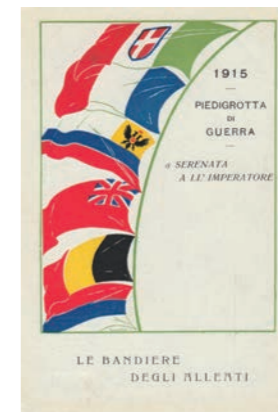 1915
PIEDIGROTTA
DI
GUERRA
'A SERENATA
A LL' IMPERATORE
LE BANDIERE
DEGLI ALLEATI